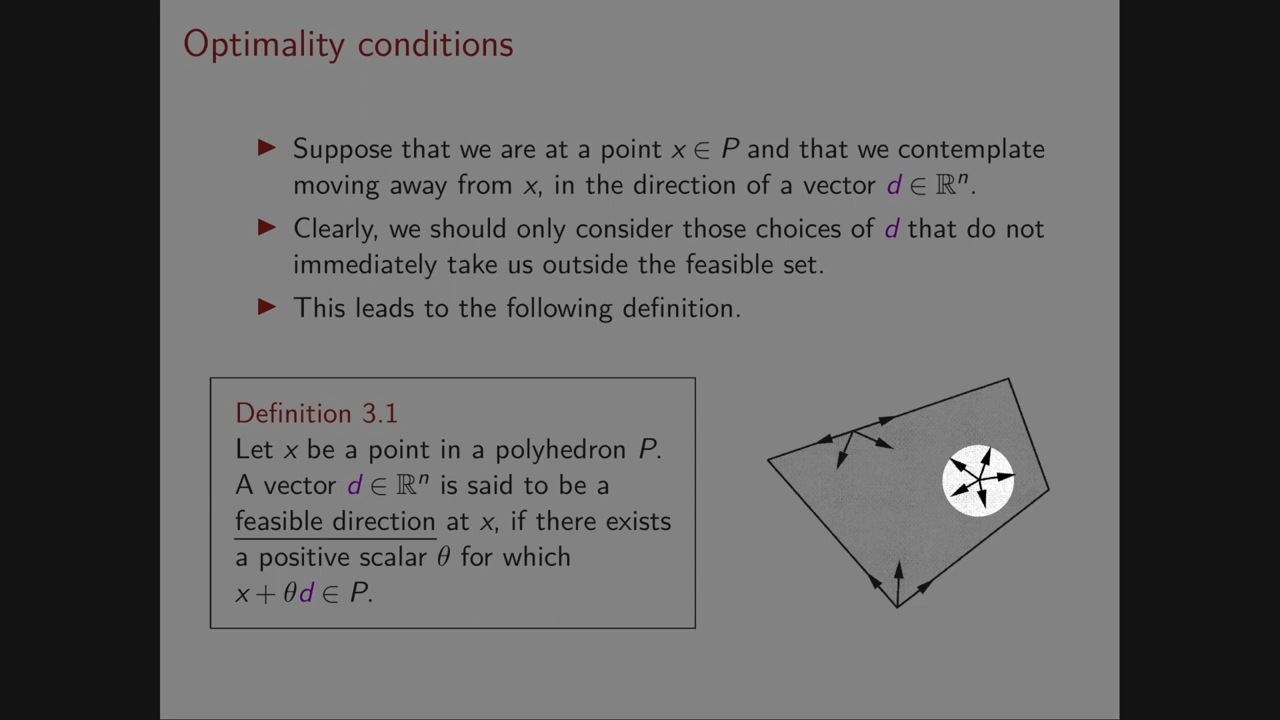 Optimality conditions
▶ Suppose that we are at a point x ∈ P and that we contemplate
moving away from x, in the direction of a vector d ∈ ℝⁿ.
▶ Clearly, we should only consider those choices of d that do not
immediately take us outside the feasible set.
▶ This leads to the following definition.
Definition 3.1
Let x be a point in a polyhedron P.
A vector d ∈ ℝⁿ is said to be a
feasible direction at x, if there exists
a positive scalar θ for which
x + θd ∈ P.